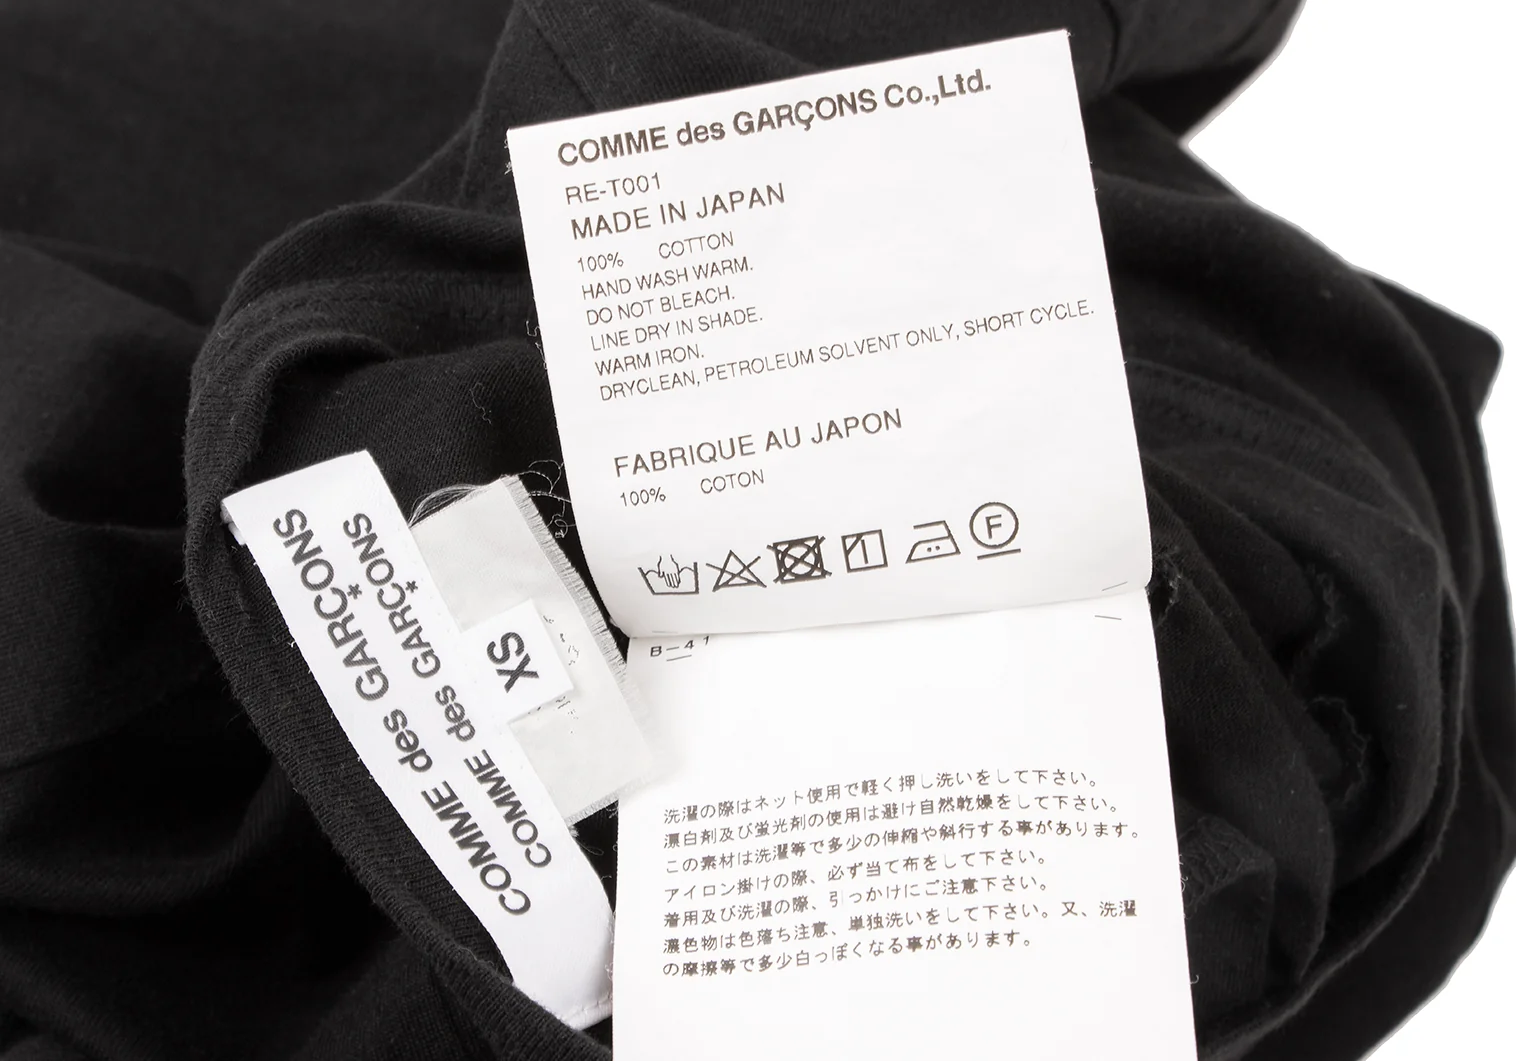 COMME des GARÇONS Co.,Ltd.
RE-T001
MADE IN JAPAN
100% COTTON
HAND WASH WARM.
DO NOT BLEACH.
LINE DRY IN SHADE.
WARM IRON.
DRYCLEAN, PETROLEUM SOLVENT ONLY, SHORT CYCLE.
FABRIQUE AU JAPON
100% COTON
F
COMME des GARÇONS
COMME des GARÇONS
XS
B-41
洗濯の際はネット使用で軽く押し洗いをして下さい。
漂白剤及び蛍光剤の使用は避け自然乾燥をして下さい。
この素材は洗濯等で多少の伸縮や斜行する事があります。
アイロン掛けの際、必ず当て布をして下さい。
着用及び洗濯の際、引っかけにご注意下さい。
濃色物は色落ち注意、単独洗いをして下さい。又、洗濯
の摩擦等で多少白っぽくなる事があります。